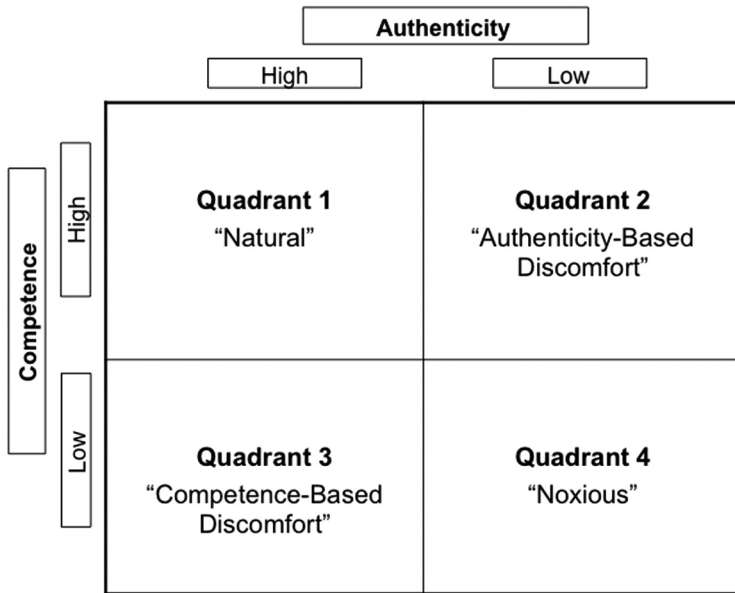 Authenticity
High
Low
Competence
High
Low
Quadrant 1
“Natural”
Quadrant 2
“Authenticity-Based
Discomfort”
Quadrant 3
“Competence-Based
Discomfort”
Quadrant 4
“Noxious”